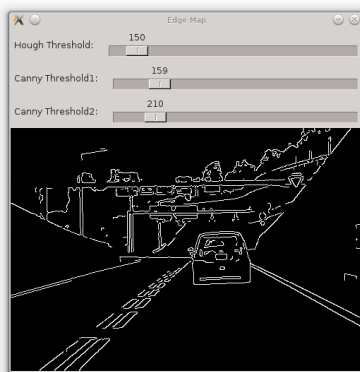 Edge Map
150
Hough Threshold:
159
Canny Threshold1:
210
Canny Threshold2: